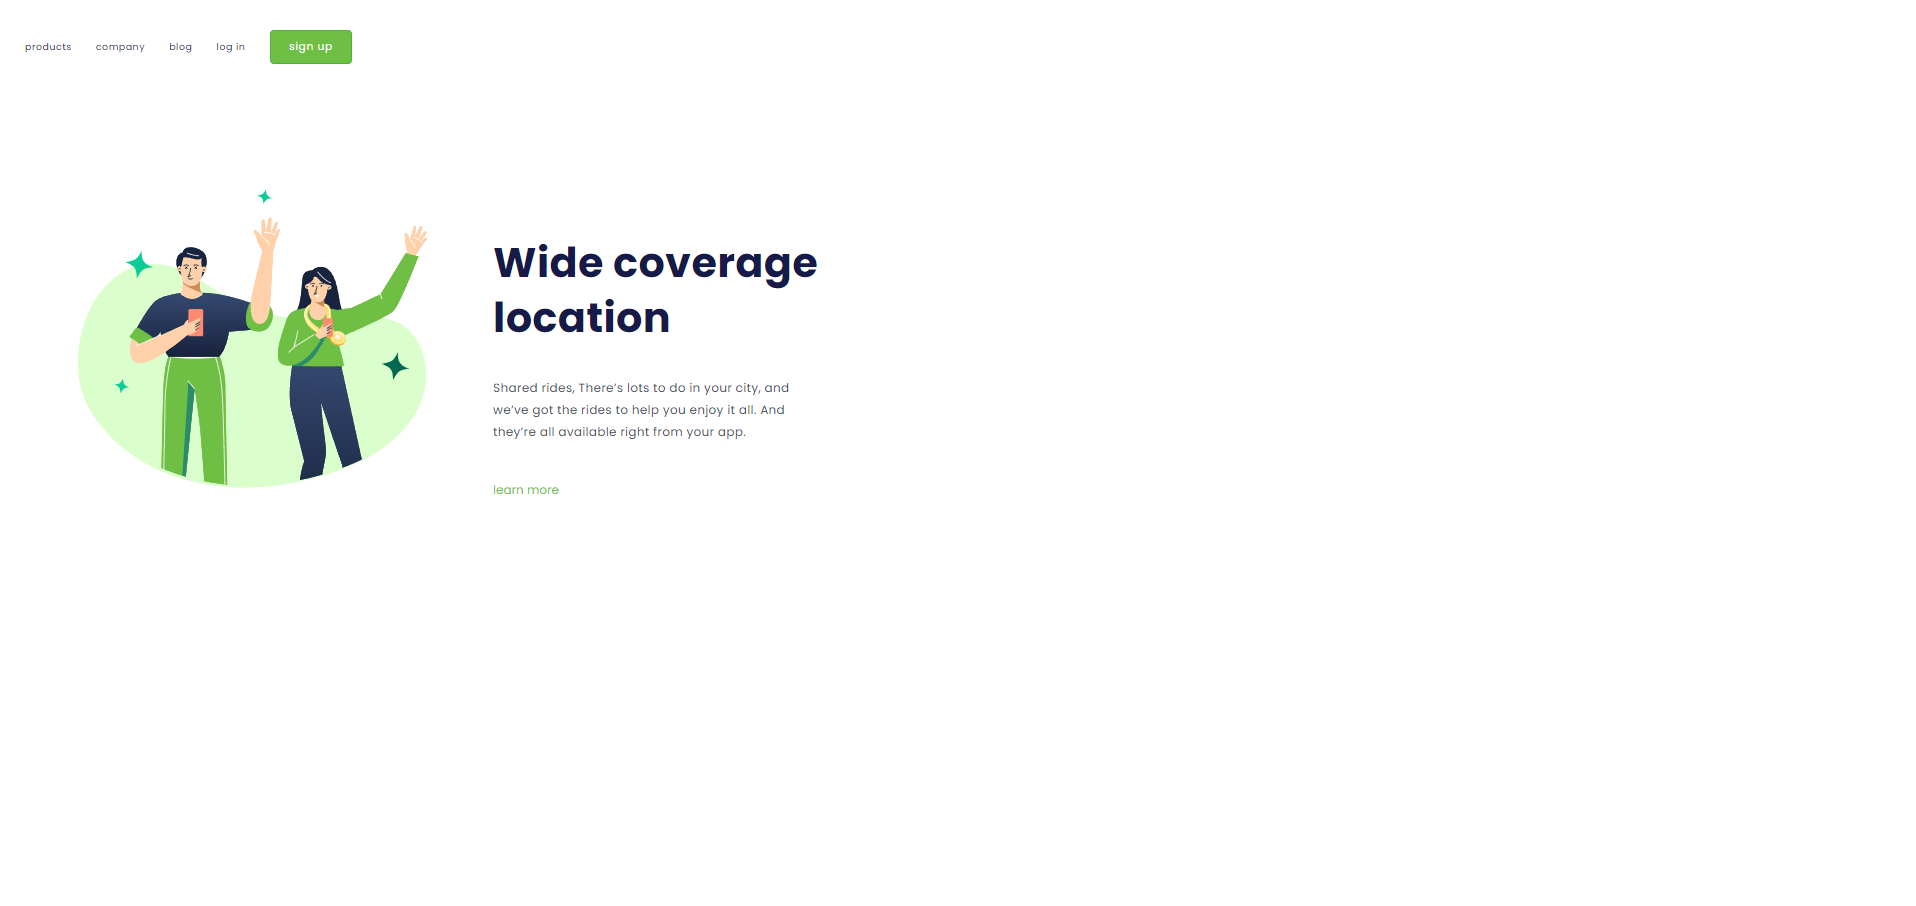 products company blog log in sign up
Wide coverage
location
Shared rides, There’s lots to do in your city, and
we’ve got the rides to help you enjoy it all. And
they’re all available right from your app.
learn more